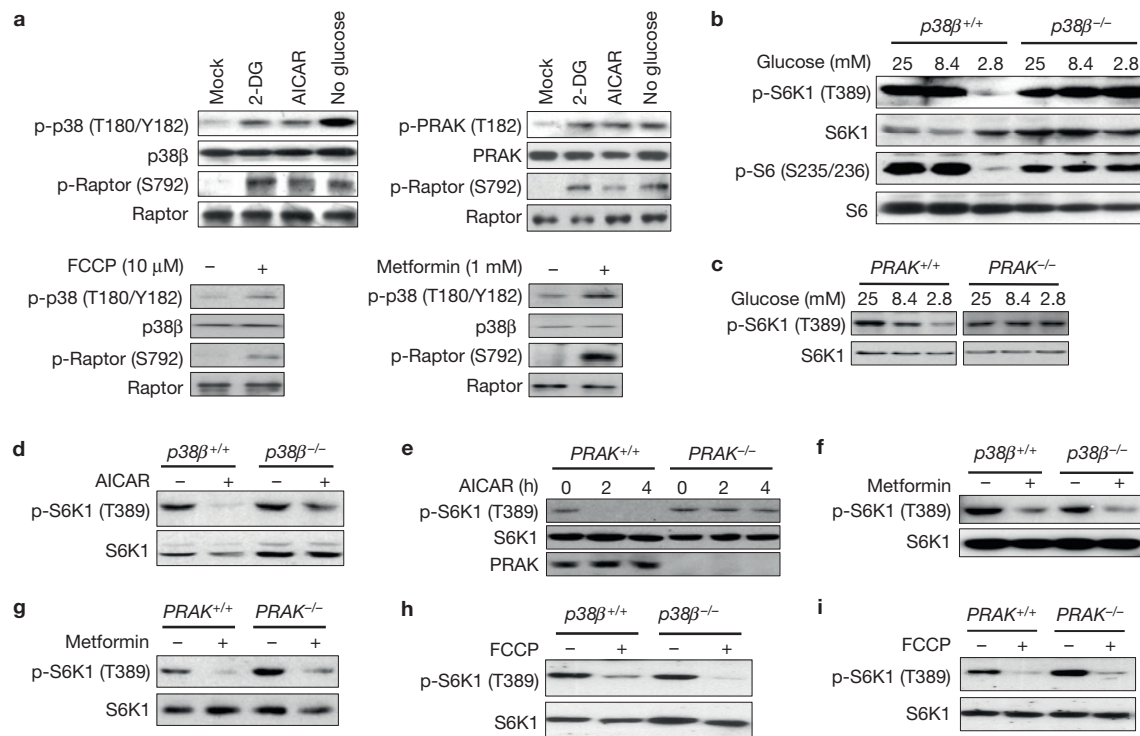 a
Mock 2-DG AICAR No glucose
p-p38 (T180/Y182)
p38β
p-Raptor (S792)
Raptor
Mock 2-DG AICAR No glucose
p-PRAK (T182)
PRAK
p-Raptor (S792)
Raptor
FCCP (10 μM) – +
p-p38 (T180/Y182)
p38β
p-Raptor (S792)
Raptor
Metformin (1 mM) – +
p-p38 (T180/Y182)
p38β
p-Raptor (S792)
Raptor
b
p38β+/+ p38β–/–
Glucose (mM) 25 8.4 2.8 25 8.4 2.8
p-S6K1 (T389)
S6K1
p-S6 (S235/236)
S6
c
PRAK+/+ PRAK–/–
Glucose (mM) 25 8.4 2.8 25 8.4 2.8
p-S6K1 (T389)
S6K1
d
p38β+/+ p38β–/–
AICAR – + – +
p-S6K1 (T389)
S6K1
e
PRAK+/+ PRAK–/–
AICAR (h) 0 2 4 0 2 4
p-S6K1 (T389)
S6K1
PRAK
f
p38β+/+ p38β–/–
Metformin – + – +
p-S6K1 (T389)
S6K1
g
PRAK+/+ PRAK–/–
Metformin – + – +
p-S6K1 (T389)
S6K1
h
p38β+/+ p38β–/–
FCCP – + – +
p-S6K1 (T389)
S6K1
i
PRAK+/+ PRAK–/–
FCCP – + – +
p-S6K1 (T389)
S6K1